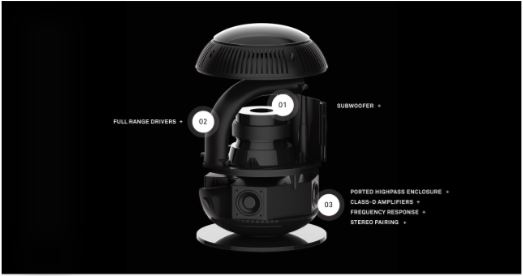 01
SUBWOOFER +
FULL RANGE DRIVERS +
02
PORTED HIGHPASS ENCLOSURE +
03
CLASS-D AMPLIFIERS +
FREQUENCY RESPONSE +
STEREO PAIRING +